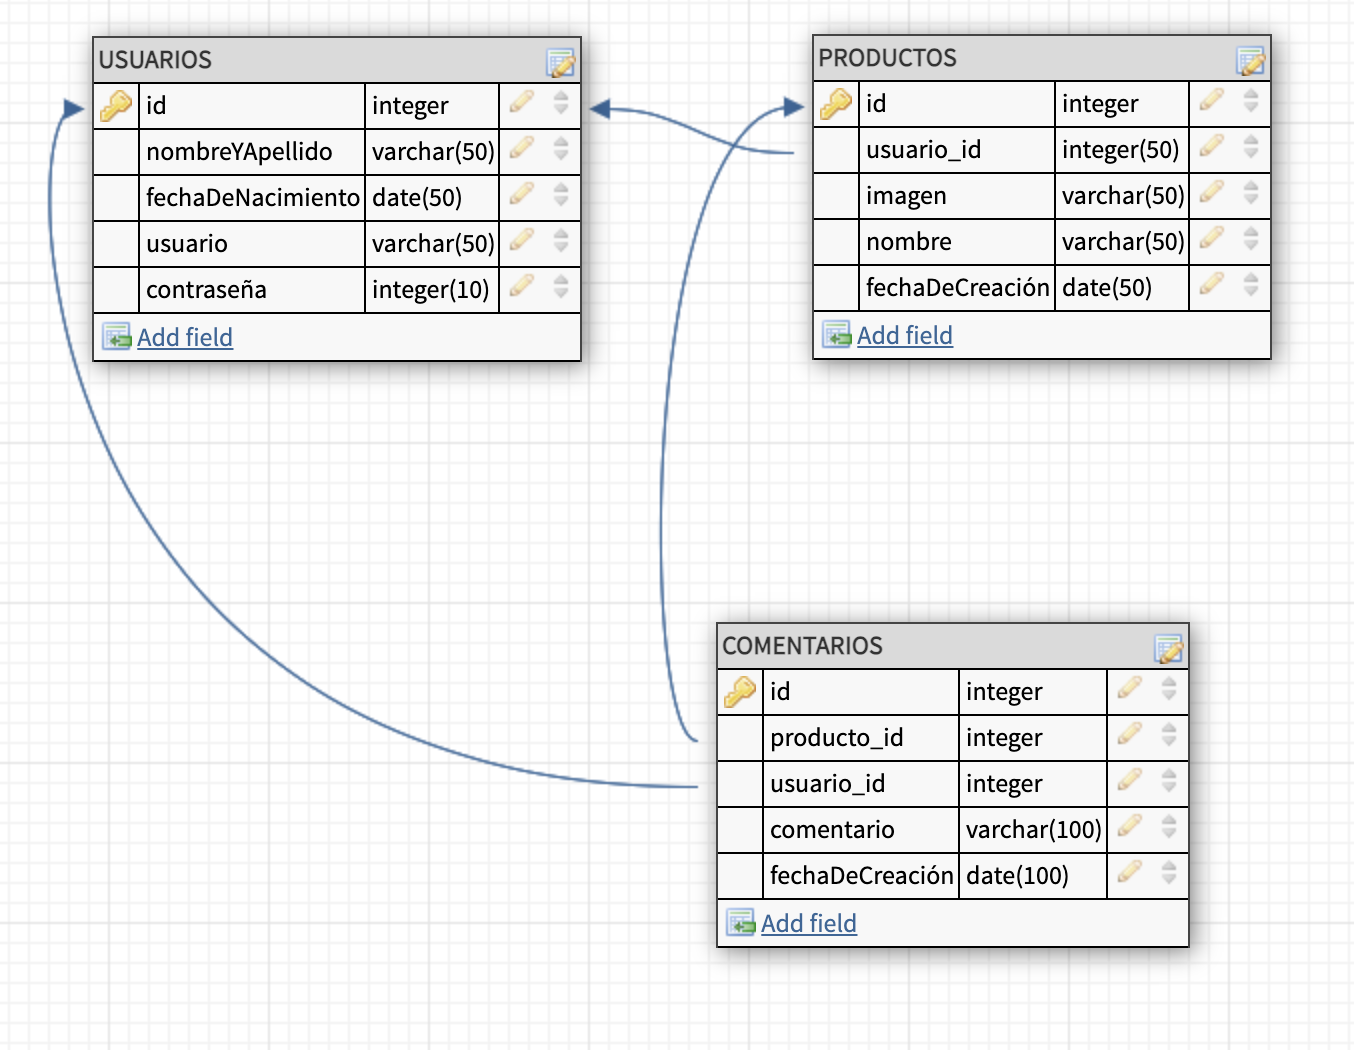 USUARIOS
id integer
nombreYApellido varchar(50)
fechaDeNacimiento date(50)
usuario varchar(50)
contraseña integer(10)
Add field
PRODUCTOS
id integer
usuario_id integer(50)
imagen varchar(50)
nombre varchar(50)
fechaDeCreación date(50)
Add field
COMENTARIOS
id integer
producto_id integer
usuario_id integer
comentario varchar(100)
fechaDeCreación date(100)
Add field